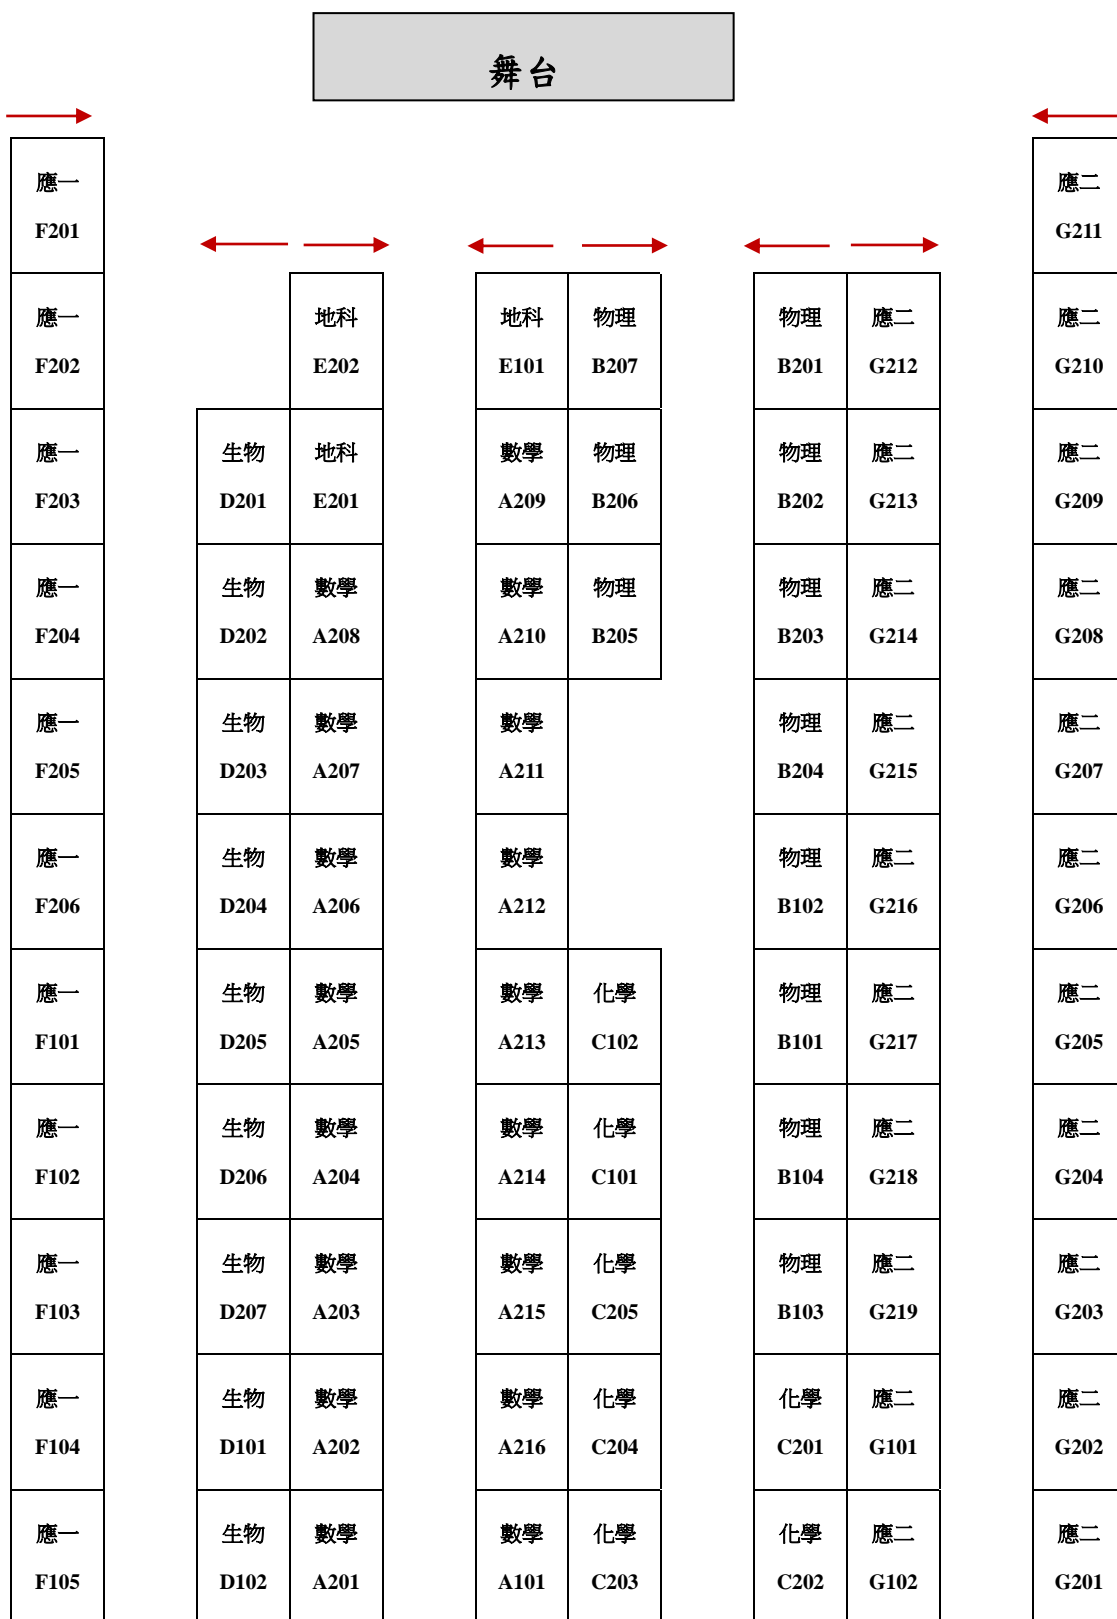 舞台
應一
F201
應二
G211
應一
F202
地科
E202
地科
E101
物理
B207
物理
B201
應二
G212
應二
G210
應一
F203
生物
D201
地科
E201
數學
A209
物理
B206
物理
B202
應二
G213
應二
G209
應一
F204
生物
D202
數學
A208
數學
A210
物理
B205
物理
B203
應二
G214
應二
G208
應一
F205
生物
D203
數學
A207
數學
A211
物理
B204
應二
G215
應二
G207
應一
F206
生物
D204
數學
A206
數學
A212
物理
B102
應二
G216
應二
G206
應一
F101
生物
D205
數學
A205
數學
A213
化學
C102
物理
B101
應二
G217
應二
G205
應一
F102
生物
D206
數學
A204
數學
A214
化學
C101
物理
B104
應二
G218
應二
G204
應一
F103
生物
D207
數學
A203
數學
A215
化學
C205
物理
B103
應二
G219
應二
G203
應一
F104
生物
D101
數學
A202
數學
A216
化學
C204
化學
C201
應二
G101
應二
G202
應一
F105
生物
D102
數學
A201
數學
A101
化學
C203
化學
C202
應二
G102
應二
G201